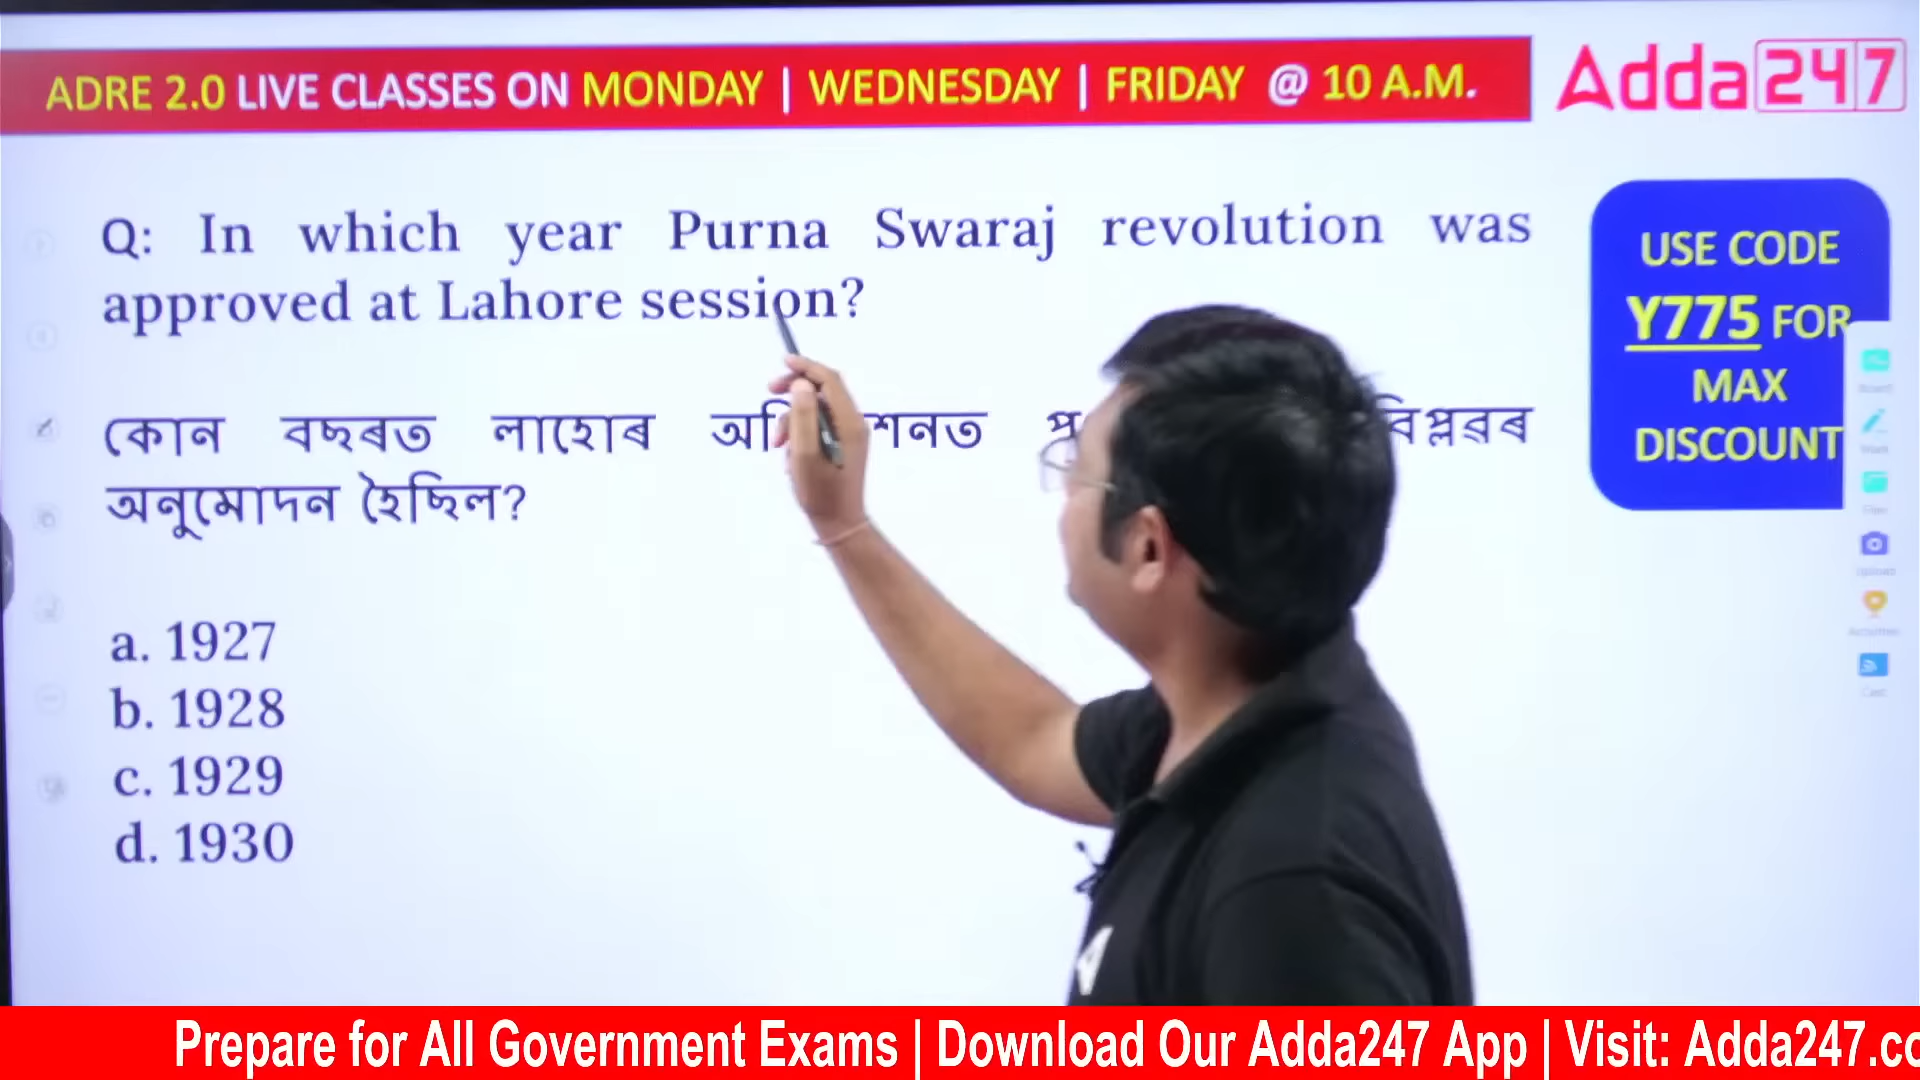 ADRE 2.0 LIVE CLASSES ON MONDAY | WEDNESDAY | FRIDAY @ 10 A.M.
Adda247
Q: In which year Purna Swaraj revolution was
approved at Lahore session?
USE CODE
Y775 FOR
MAX
DISCOUNT
কোন বছৰত লাহোৰ
অনুমোদন হৈছিল?
a. 1927
b. 1928
c. 1929
d. 1930
Prepare for All Government Exams | Download Our Adda247 App | Visit: Adda247.co